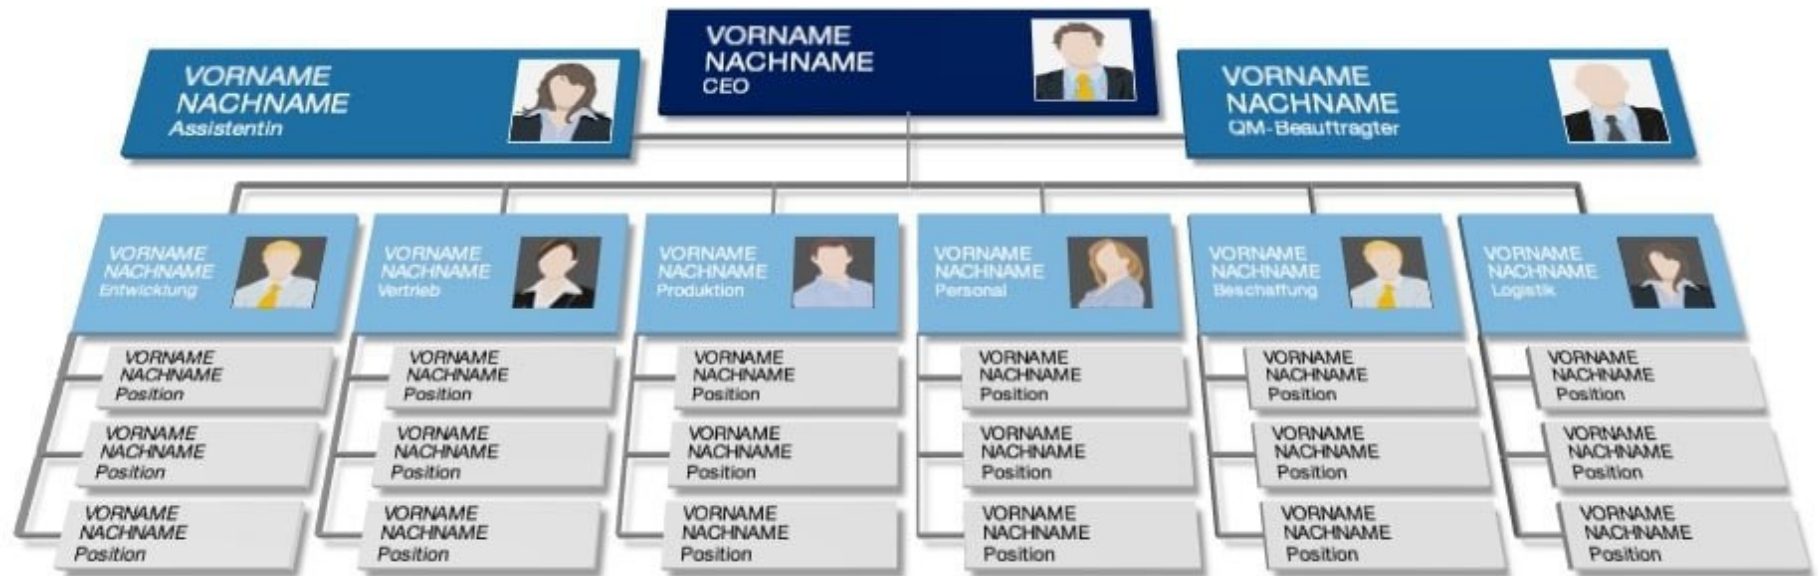 VORNAME
NACHNAME
CEO
VORNAME
NACHNAME
Assistentin
VORNAME
NACHNAME
QM-Beauftragter
VORNAME
NACHNAME
Entwicklung
VORNAME
NACHNAME
Vertrieb
VORNAME
NACHNAME
Produktion
VORNAME
NACHNAME
Personal
VORNAME
NACHNAME
Beschaffung
VORNAME
NACHNAME
Logistik
VORNAME
NACHNAME
Position
VORNAME
NACHNAME
Position
VORNAME
NACHNAME
Position
VORNAME
NACHNAME
Position
VORNAME
NACHNAME
Position
VORNAME
NACHNAME
Position
VORNAME
NACHNAME
Position
VORNAME
NACHNAME
Position
VORNAME
NACHNAME
Position
VORNAME
NACHNAME
Position
VORNAME
NACHNAME
Position
VORNAME
NACHNAME
Position
VORNAME
NACHNAME
Position
VORNAME
NACHNAME
Position
VORNAME
NACHNAME
Position
VORNAME
NACHNAME
Position
VORNAME
NACHNAME
Position
VORNAME
NACHNAME
Position